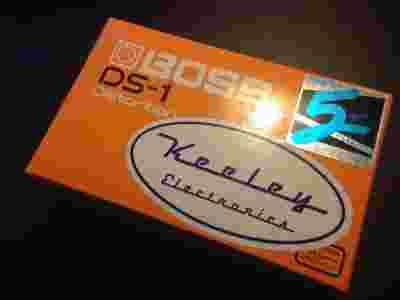 BOSS
DS-1
Distortion
5
Keeley
Electronics